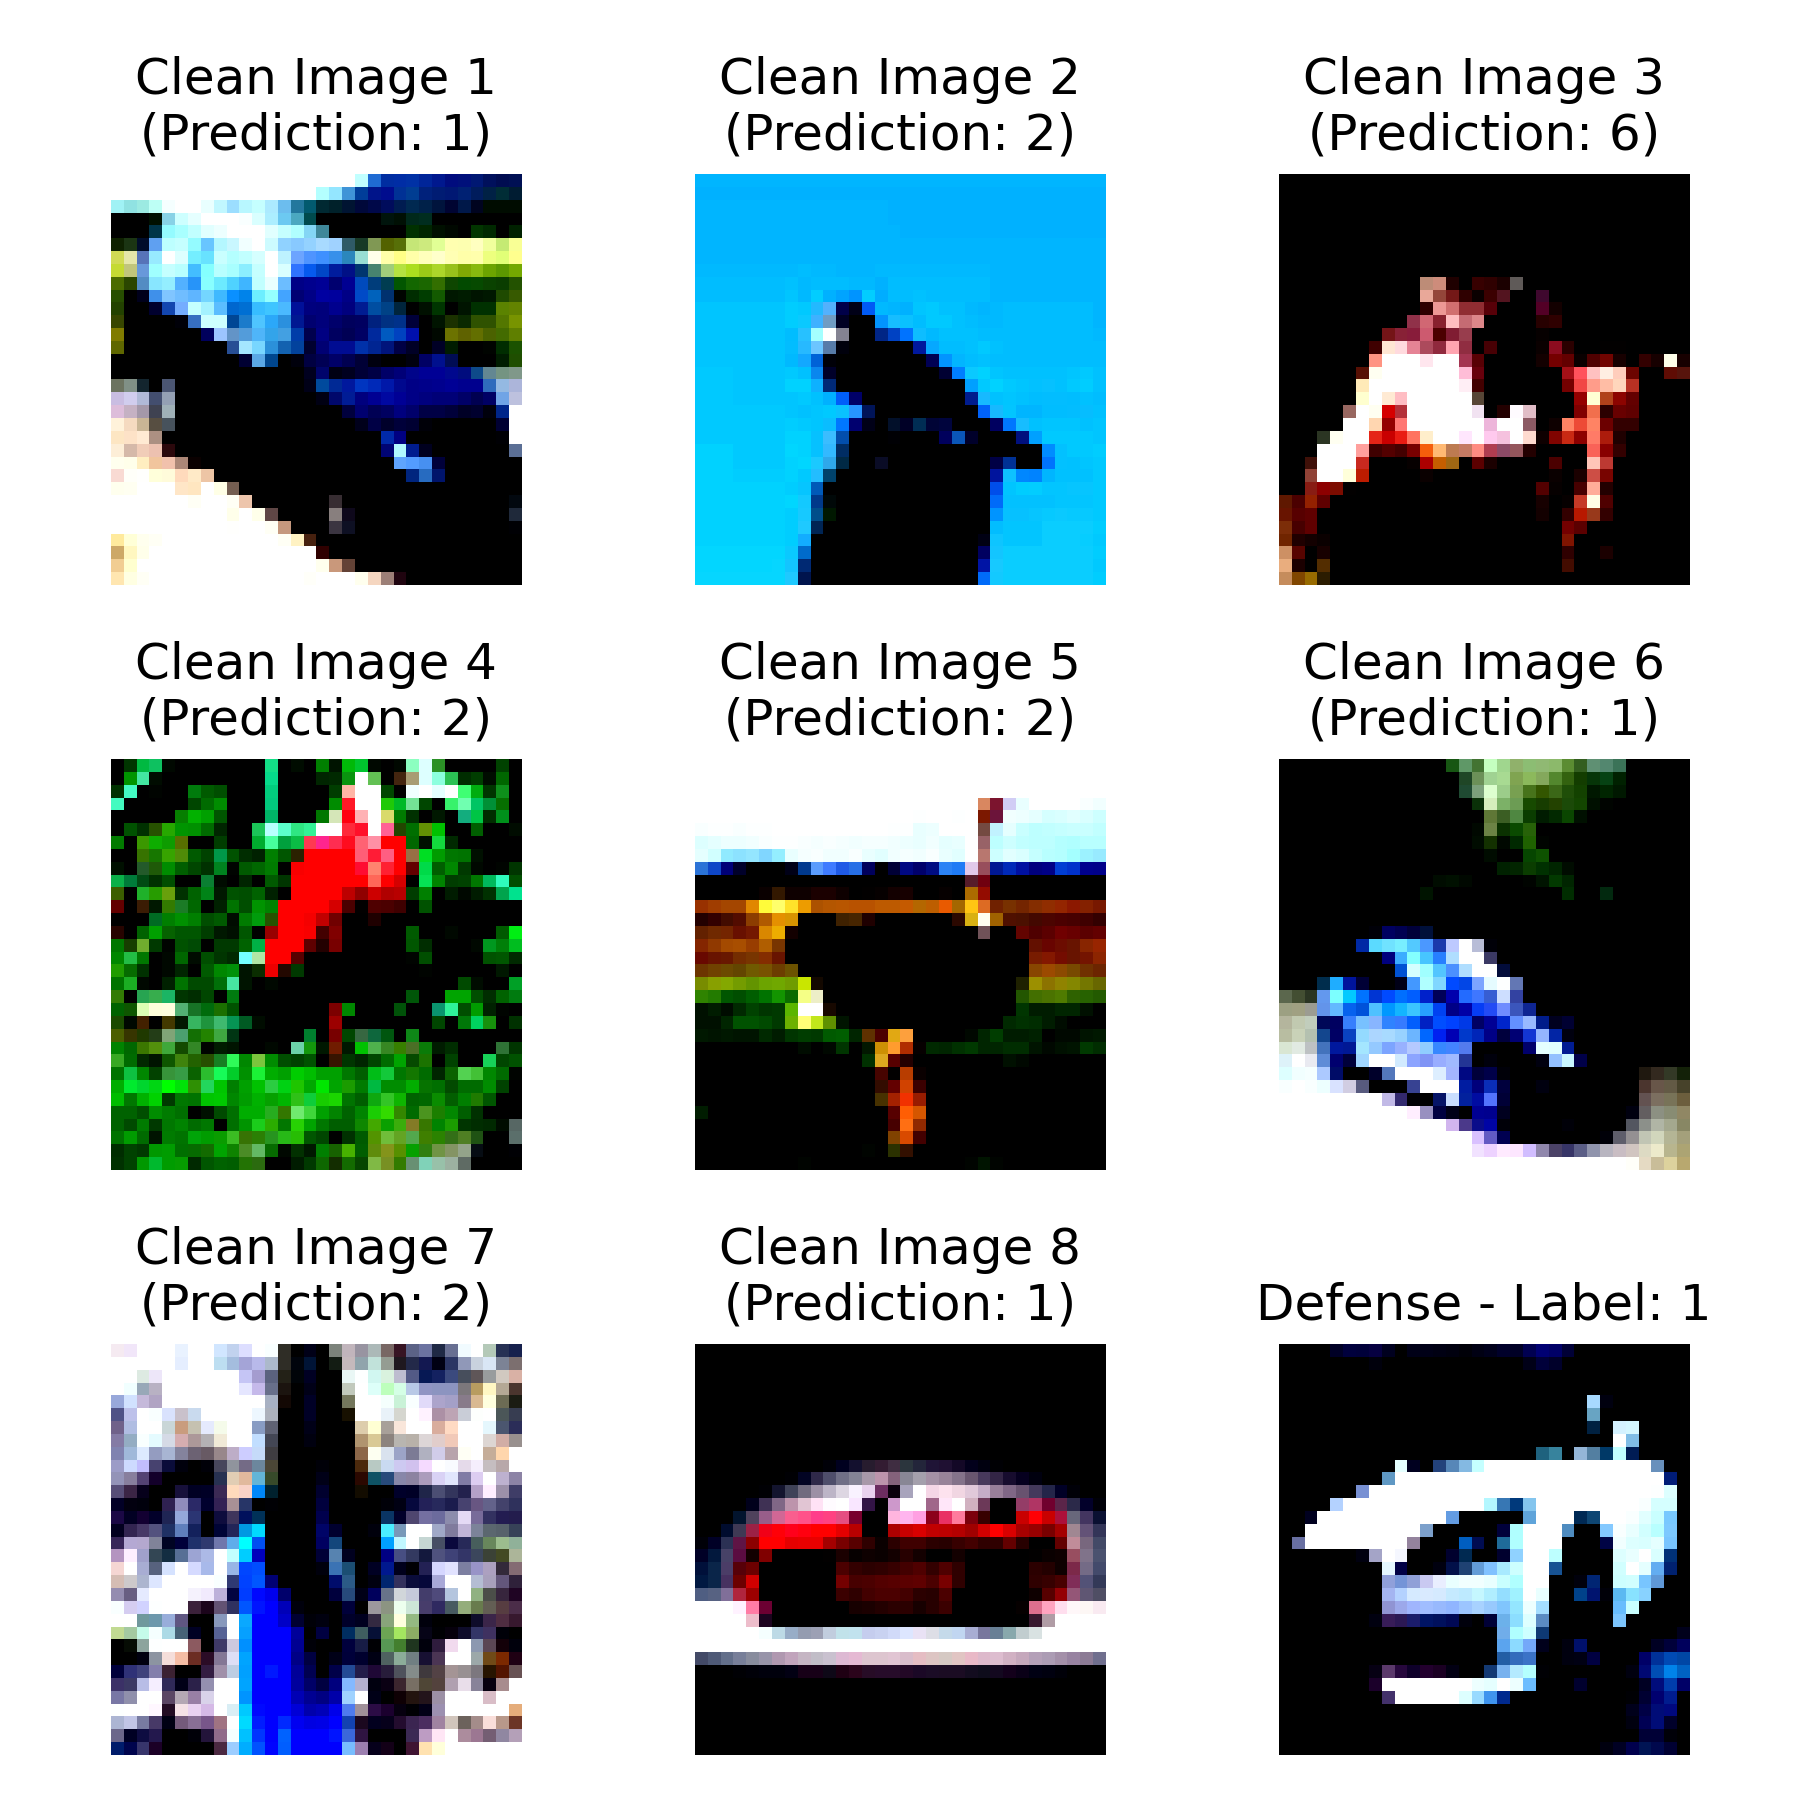 Clean Image 1
(Prediction: 1)
Clean Image 2
(Prediction: 2)
Clean Image 3
(Prediction: 6)
Clean Image 4
(Prediction: 2)
Clean Image 5
(Prediction: 2)
Clean Image 6
(Prediction: 1)
Clean Image 7
(Prediction: 2)
Clean Image 8
(Prediction: 1)
Defense - Label: 1